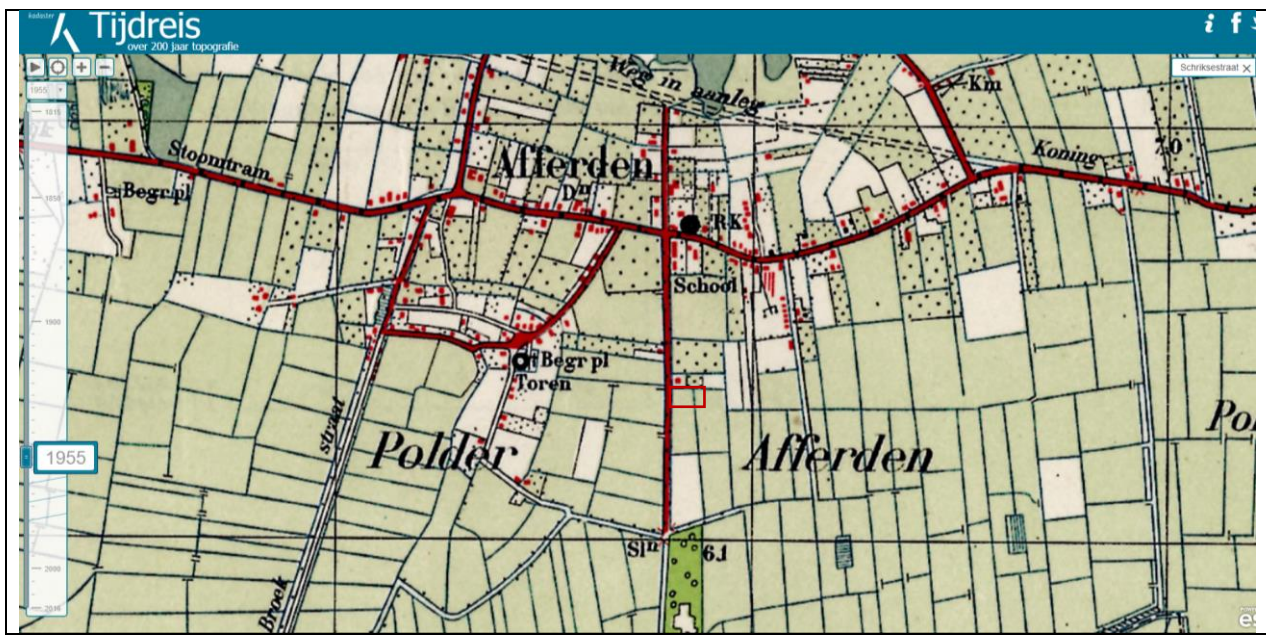 kadaster
Tijdreis
over 200 jaar topografie
Schriksestraat
1955
1815
1850
1900
1955
2000
2016
Weg in aanleg
Km
Stoomtram
Afferden
Dn
Koning
7.0
Begr.pl
RK
School
Begr pl
Toren
straat
Polder
Afferden
Po
Sln
6.1
Broek
es